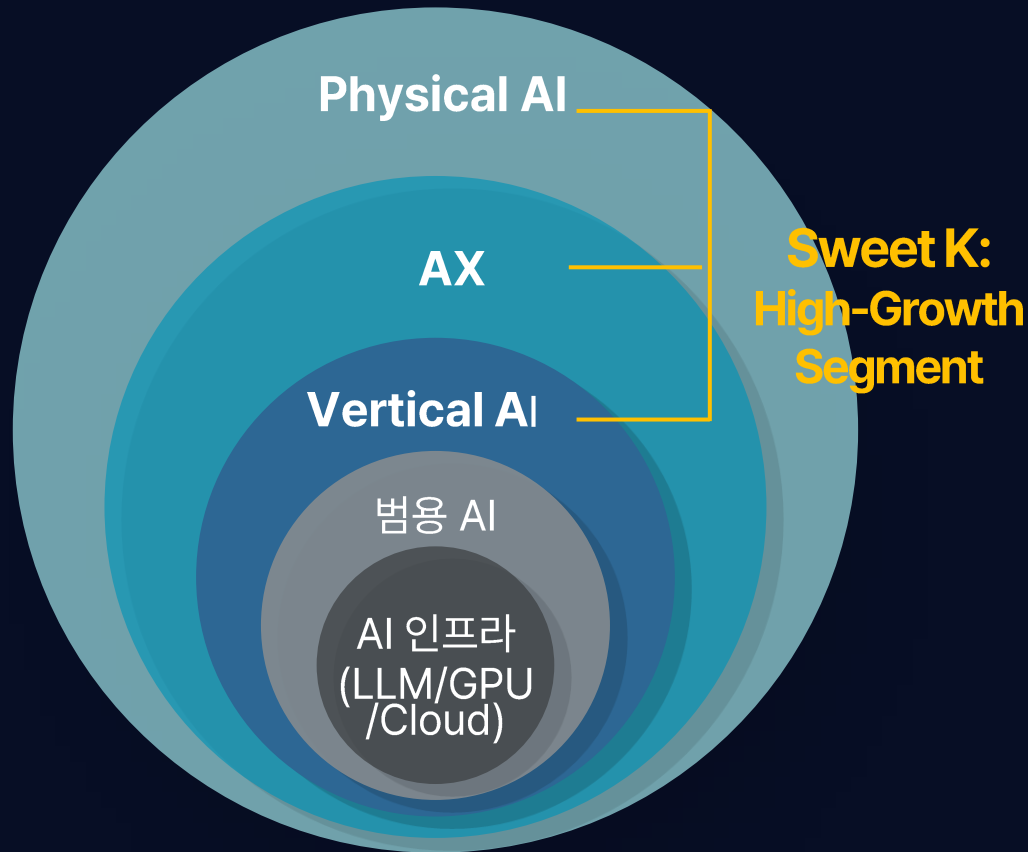 Physical AI
AX
Sweet K:
High-Growth
Segment
Vertical AI
범용 AI
AI 인프라
(LLM/GPU
/Cloud)